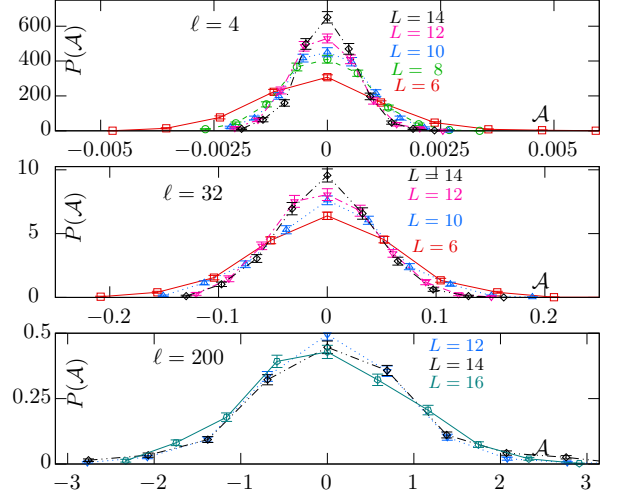 P(𝒜)
600
400
200
0
ℓ = 4
L = 14
L = 12
L = 10
L = 8
L = 6
𝒜
−0.005 −0.0025 0 0.0025 0.005
P(𝒜)
10
5
0
ℓ = 32
L = 14
L = 12
L = 10
L = 6
𝒜
−0.2 −0.1 0 0.1 0.2
P(𝒜)
0.5
0.25
0
ℓ = 200
L = 12
L = 14
L = 16
𝒜
−3 −2 −1 0 1 2 3